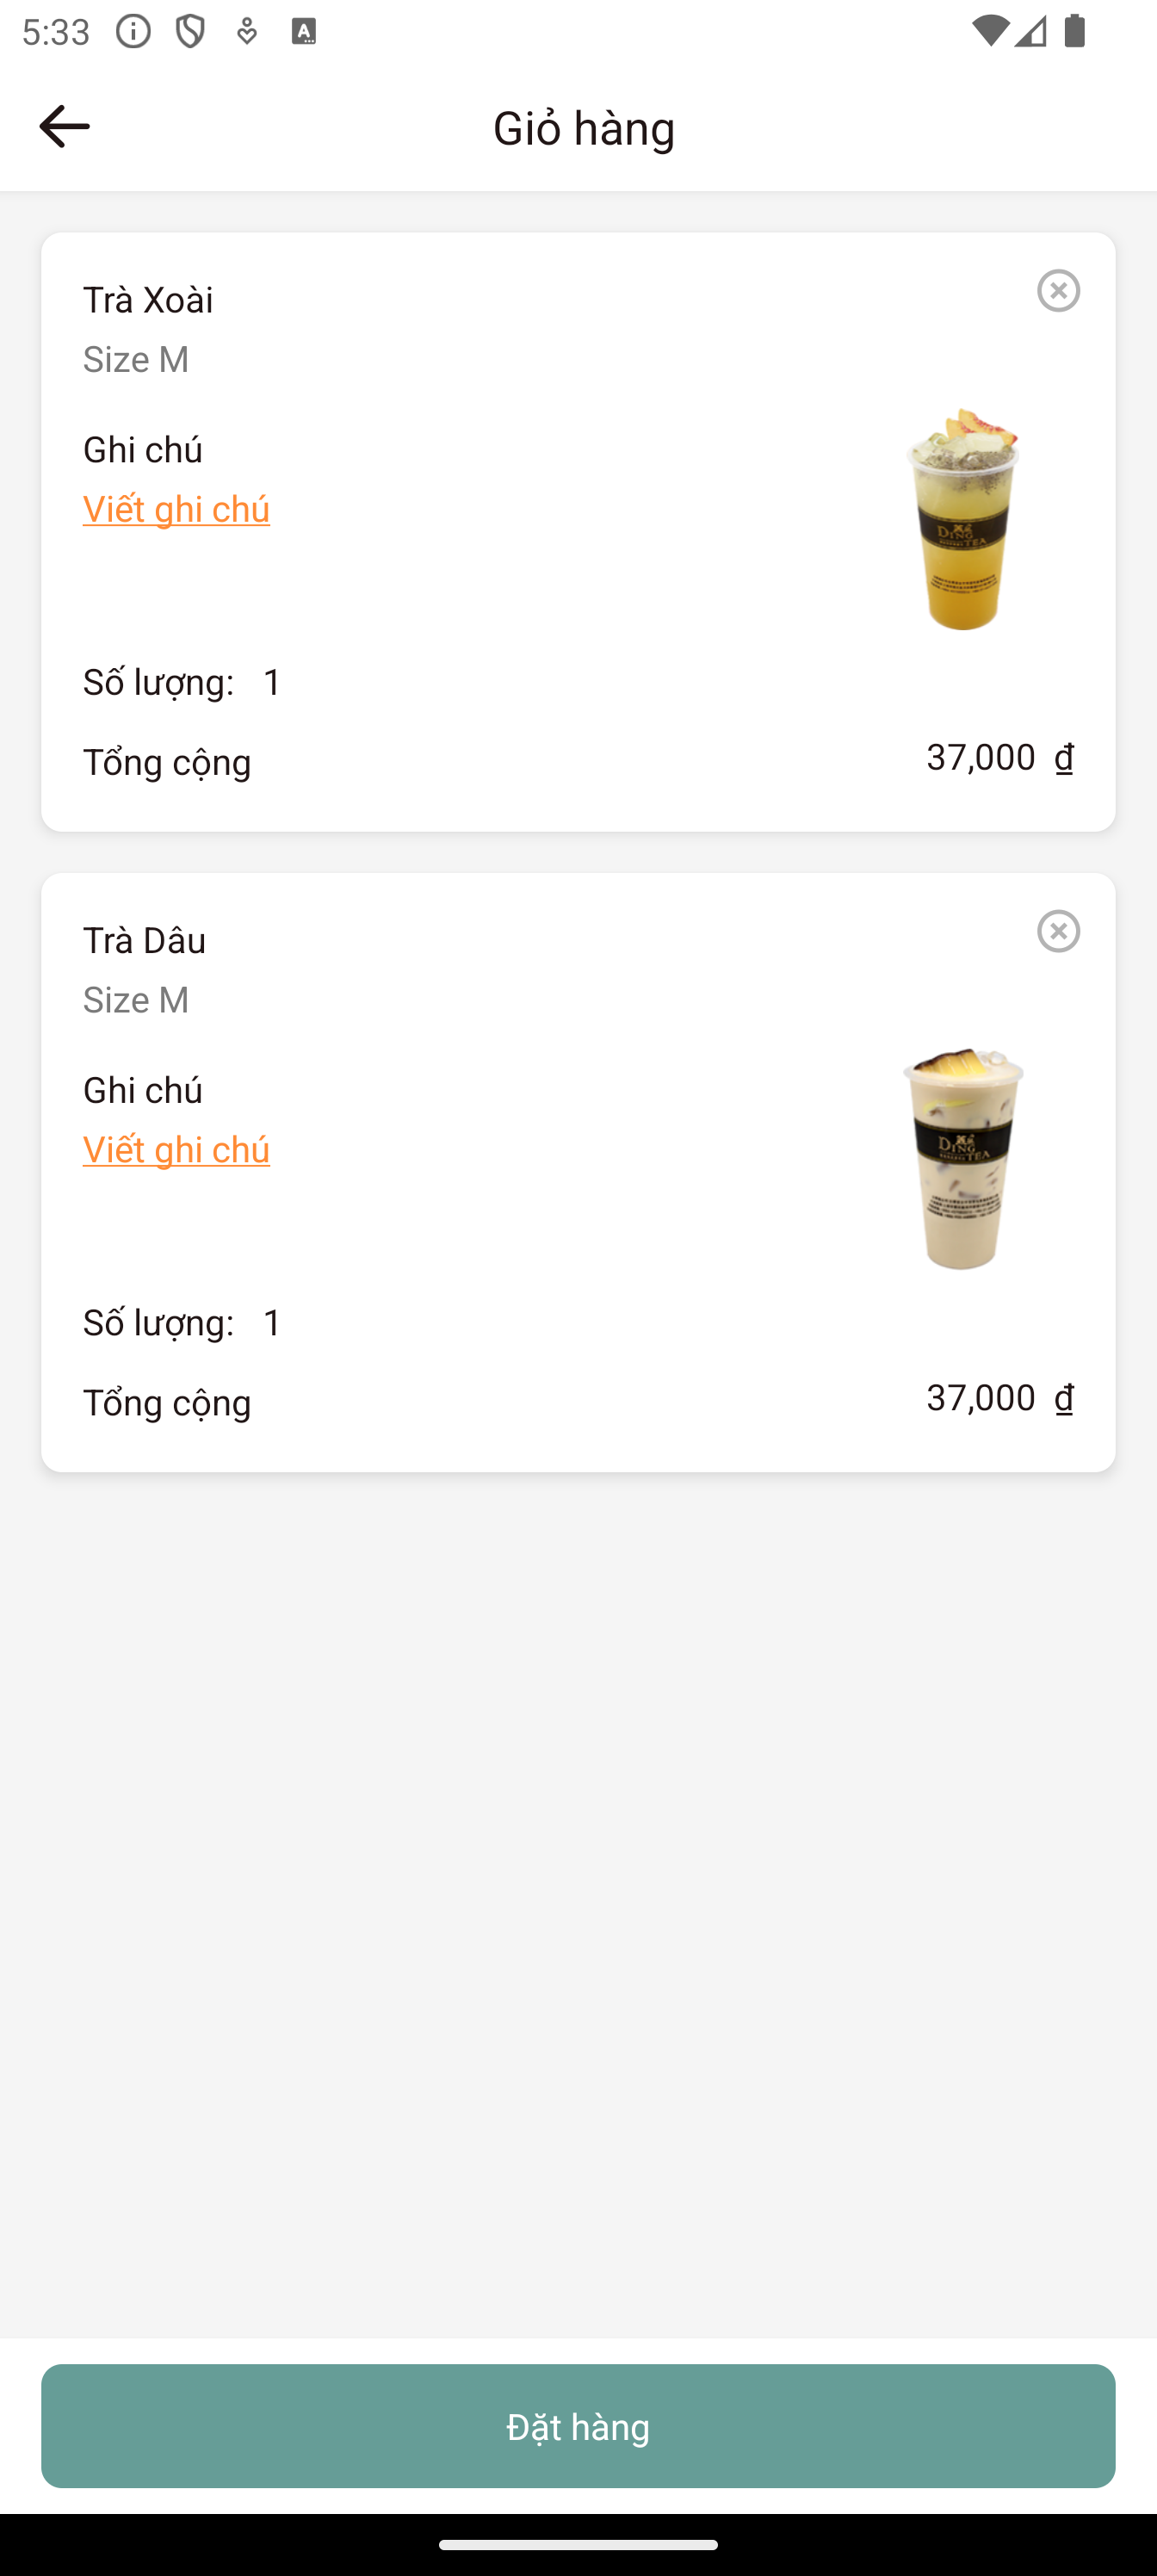 5:33
Giỏ hàng
Trà Xoài
Size M
Ghi chú
Viết ghi chú
DING TEA
Số lượng: 1
Tổng cộng 37,000 đ
Trà Dâu
Size M
Ghi chú
Viết ghi chú
DING TEA
Số lượng: 1
Tổng cộng 37,000 đ
Đặt hàng